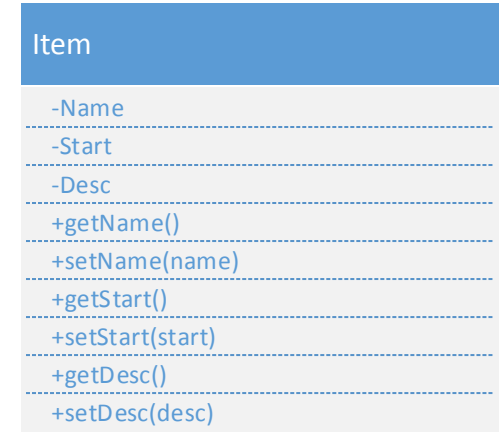 Item
-Name
-Start
-Desc
+getName()
+setName(name)
+getStart()
+setStart(start)
+getDesc()
+setDesc(desc)